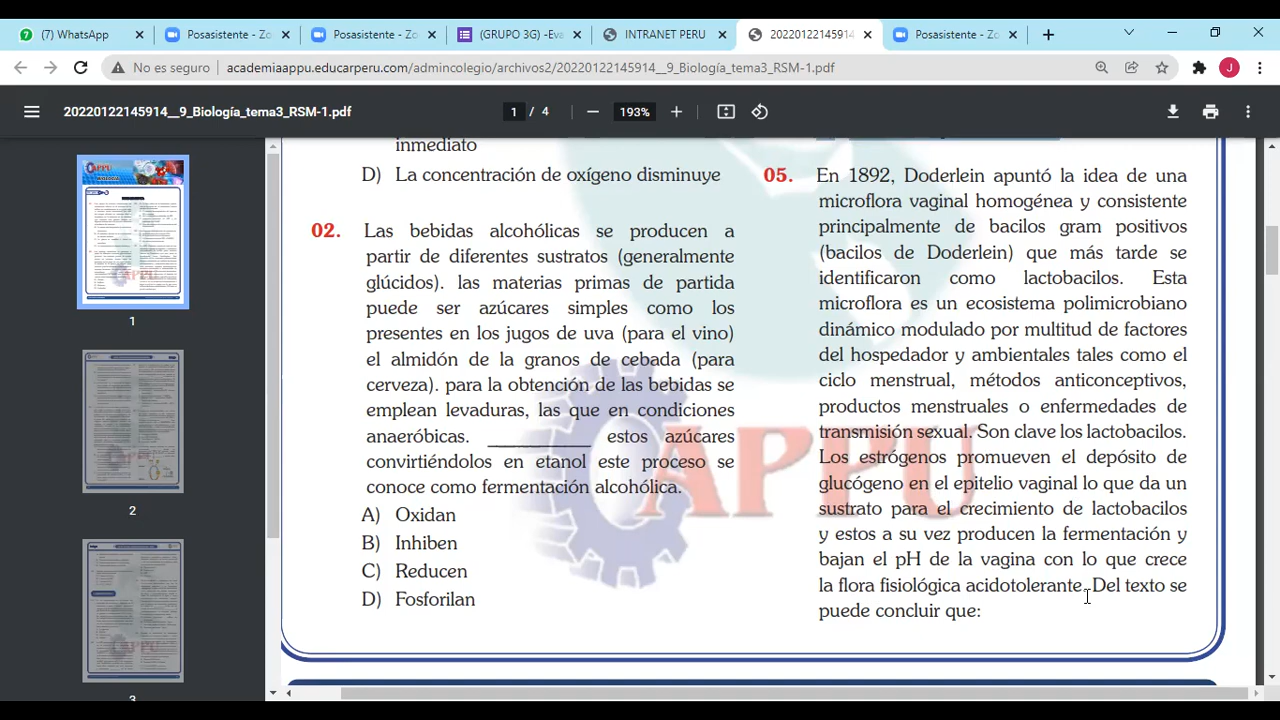 (7) WhatsApp
Posasistente - Zo
Posasistente - Zo
(GRUPO 3G) -Eva
INTRANET PERU
20220122145914
Posasistente - Zo
No es seguro
academiaappu.educarperu.com/admincolegio/archivos2/20220122145914__9_Biología_tema3_RSM-1.pdf
J
20220122145914__9_Biología_tema3_RSM-1.pdf
1 / 4
193%
1
2
3
inmediato
D) La concentración de oxígeno disminuye
02. Las bebidas alcohólicas se producen a
partir de diferentes sustratos (generalmente
glúcidos). las materias primas de partida
puede ser azúcares simples como los
presentes en los jugos de uva (para el vino)
el almidón de la granos de cebada (para
cerveza). para la obtención de las bebidas se
emplean levaduras, las que en condiciones
anaeróbicas. ___________ estos azúcares
convirtiéndolos en etanol este proceso se
conoce como fermentación alcohólica.
A) Oxidan
B) Inhiben
C) Reducen
D) Fosforilan
05. En 1892, Doderlein apuntó la idea de una
microflora vaginal homogénea y consistente
principalmente de bacilos gram positivos
(bacilos de Doderlein) que más tarde se
identificaron como lactobacilos. Esta
microflora es un ecosistema polimicrobiano
dinámico modulado por multitud de factores
del hospedador y ambientales tales como el
ciclo menstrual, métodos anticonceptivos,
productos menstruales o enfermedades de
transmisión sexual. Son clave los lactobacilos.
Los estrógenos promueven el depósito de
glucógeno en el epitelio vaginal lo que da un
sustrato para el crecimiento de lactobacilos
y estos a su vez producen la fermentación y
bajan el pH de la vagina con lo que crece
la flora fisiológica acidotolerante. Del texto se
puede concluir que:
APPU